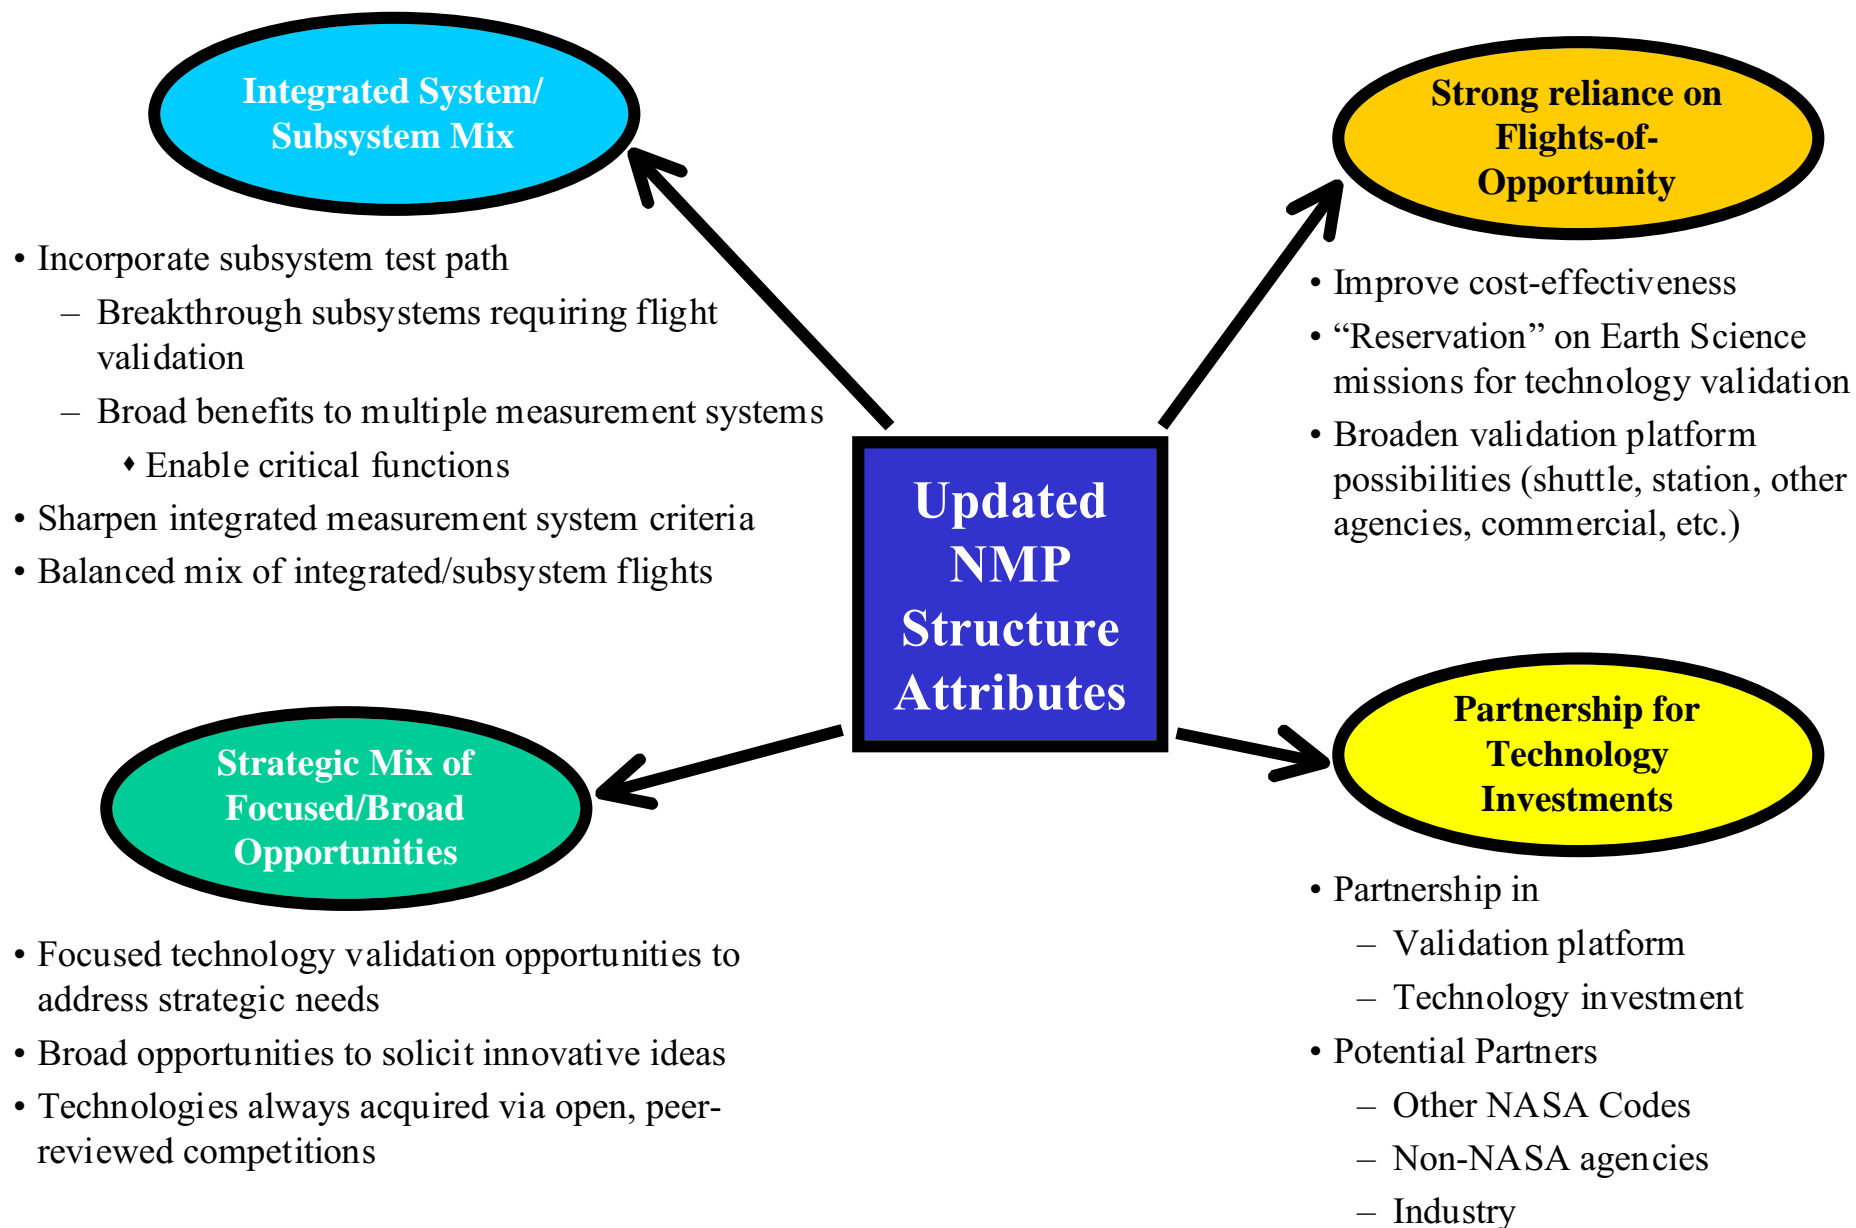 Integrated System/
Subsystem Mix
• Incorporate subsystem test path
– Breakthrough subsystems requiring flight
validation
– Broad benefits to multiple measurement systems
♦ Enable critical functions
• Sharpen integrated measurement system criteria
• Balanced mix of integrated/subsystem flights
Strong reliance on
Flights-of-
Opportunity
• Improve cost-effectiveness
• “Reservation” on Earth Science
missions for technology validation
• Broaden validation platform
possibilities (shuttle, station, other
agencies, commercial, etc.)
Updated
NMP
Structure
Attributes
Strategic Mix of
Focused/Broad
Opportunities
• Focused technology validation opportunities to
address strategic needs
• Broad opportunities to solicit innovative ideas
• Technologies always acquired via open, peer-
reviewed competitions
Partnership for
Technology
Investments
• Partnership in
– Validation platform
– Technology investment
• Potential Partners
– Other NASA Codes
– Non-NASA agencies
– Industry